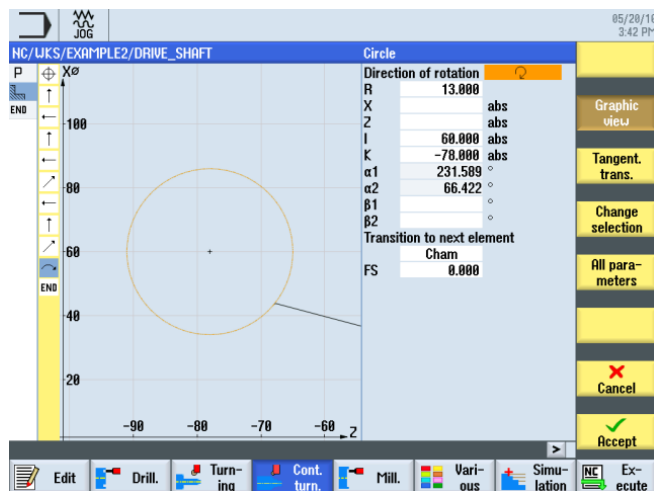 JOG
05/20/10
3:42 PM
NC/WKS/EXAMPLE2/DRIVE_SHAFT
Circle
P
END
END
XØ
100
80
60
40
20
-90
-80
-70
-60
Z
Direction of rotation
R 13.000
X abs
Z abs
I 60.000 abs
K -78.000 abs
α1 231.589 °
α2 66.422 °
β1 °
β2 °
Transition to next element
Cham
FS 0.000
Graphic
view
Tangent.
trans.
Change
selection
All para-
meters
Cancel
Accept
>
Edit
Drill.
Turn-
ing
Cont.
turn.
Mill.
Vari-
ous
Simu-
lation
NC
Ex-
ecute